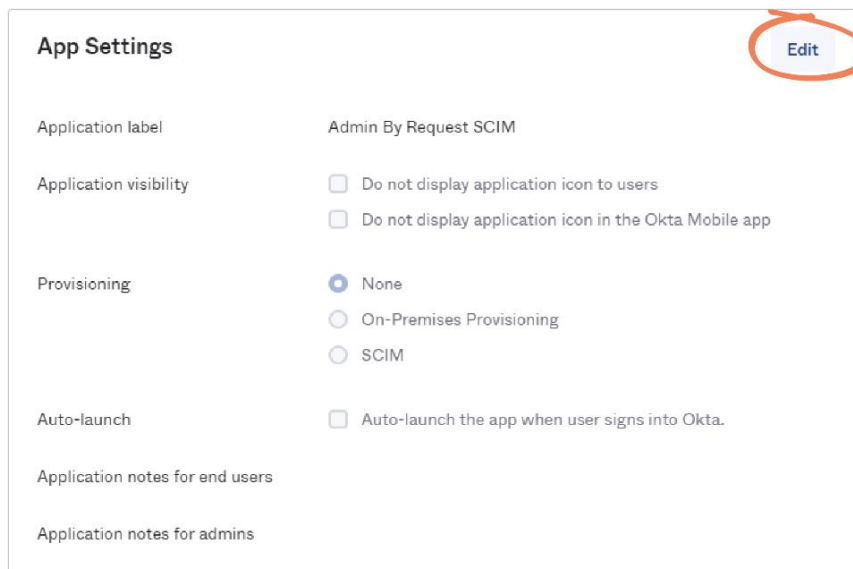 App Settings
Edit
Application label
Admin By Request SCIM
Application visibility
Do not display application icon to users
Do not display application icon in the Okta Mobile app
Provisioning
None
On-Premises Provisioning
SCIM
Auto-launch
Auto-launch the app when user signs into Okta.
Application notes for end users
Application notes for admins